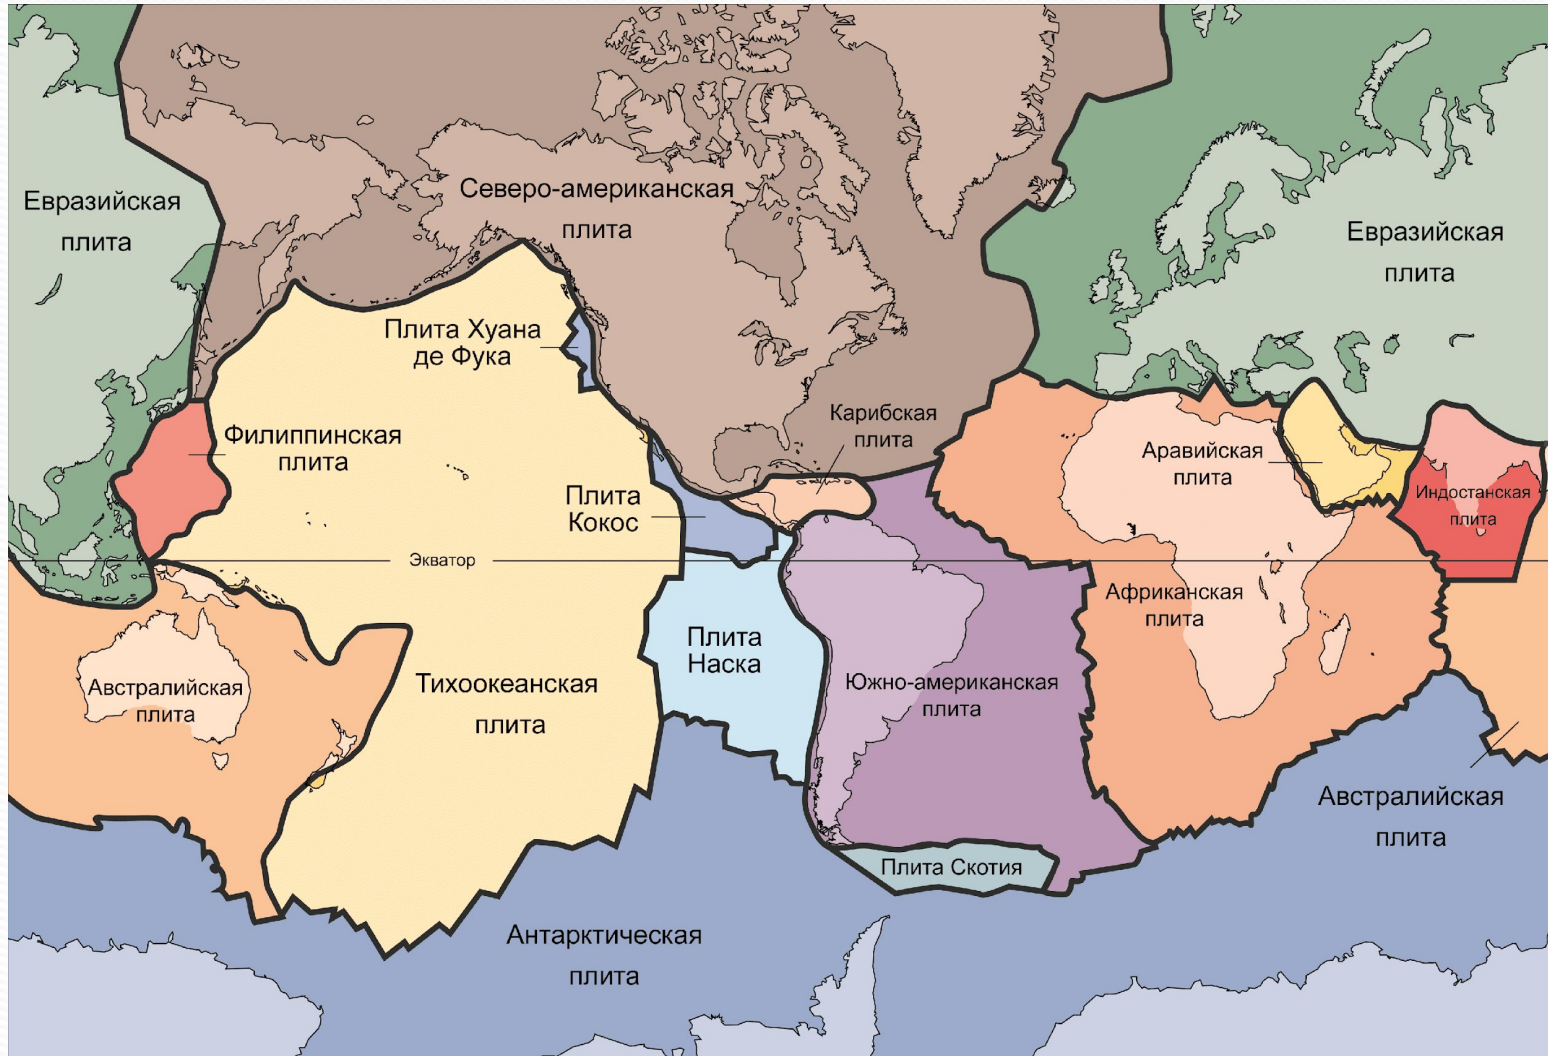 Северо-американская
плита
Евразийская
плита
Евразийская
плита
Плита Хуана
де Фука
Карибская
плита
Филиппинская
плита
Аравийская
плита
Плита
Кокос
Индостанская
плита
Экватор
Африканская
плита
Плита
Наска
Австралийская
плита
Тихоокеанская
плита
Южно-американская
плита
Австралийская
плита
Плита Скотия
Антарктическая
плита